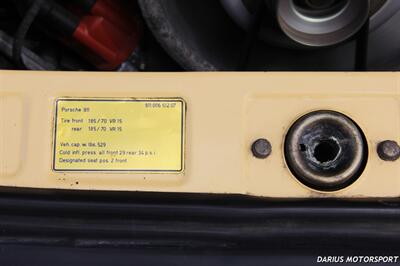 911.006.512.07
Porsche 911
Tire front 185/70 VR 15
rear 185/70 VR 15
Veh. cap. w. lbs. 529
Cold infl. press. all front 29 rear 34 p.s.i.
Designated seat pos. 2 front
DARIUS MOTORSPORT